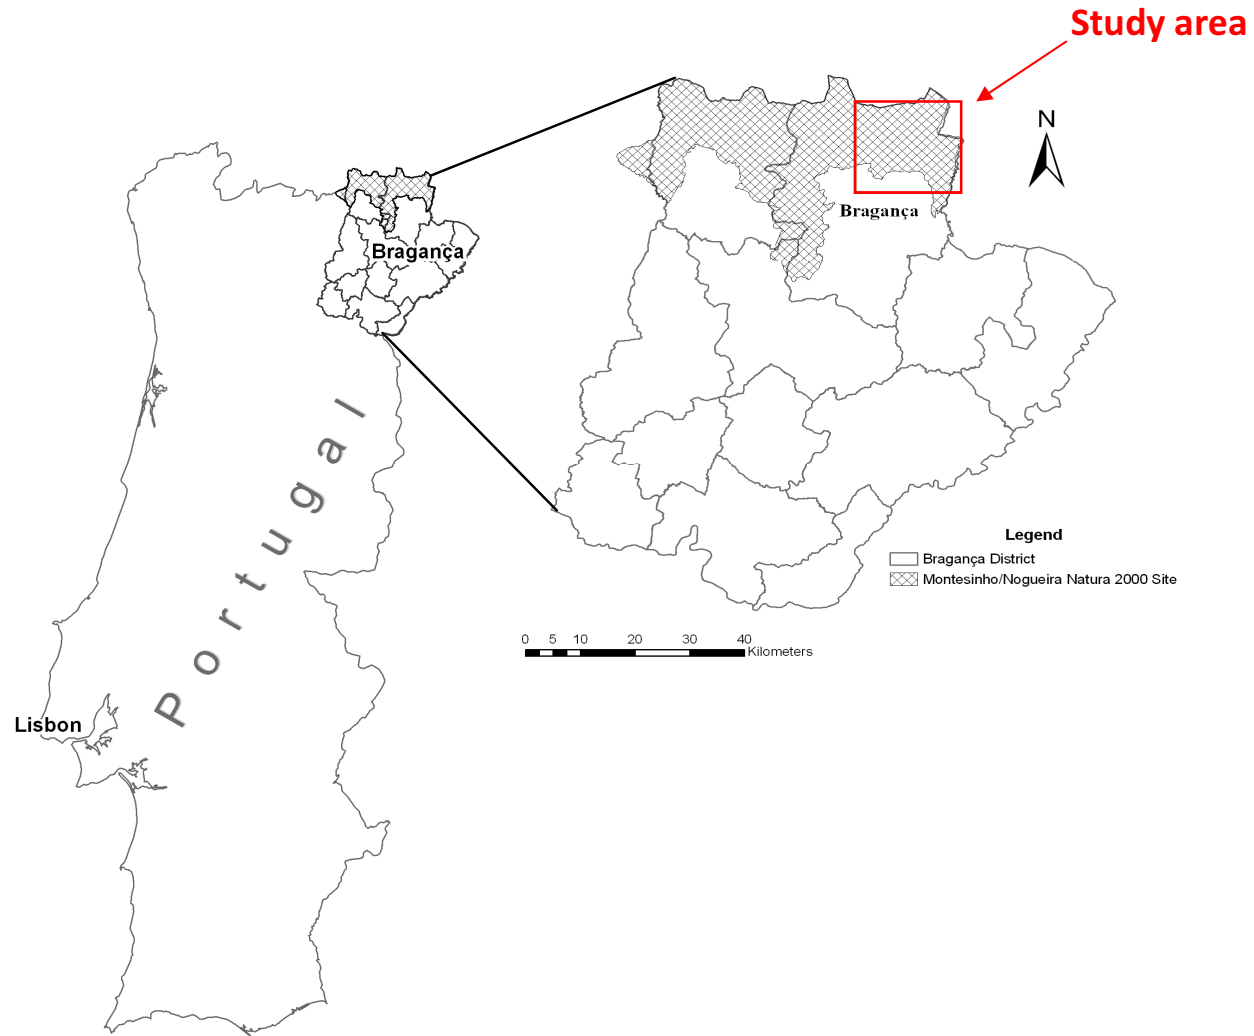 Study area
N
Bragança
Bragança
Portugal
Lisbon
Legend
Bragança District
Montesinho/Nogueira Natura 2000 Site
0 5 10 20 30 40
Kilometers